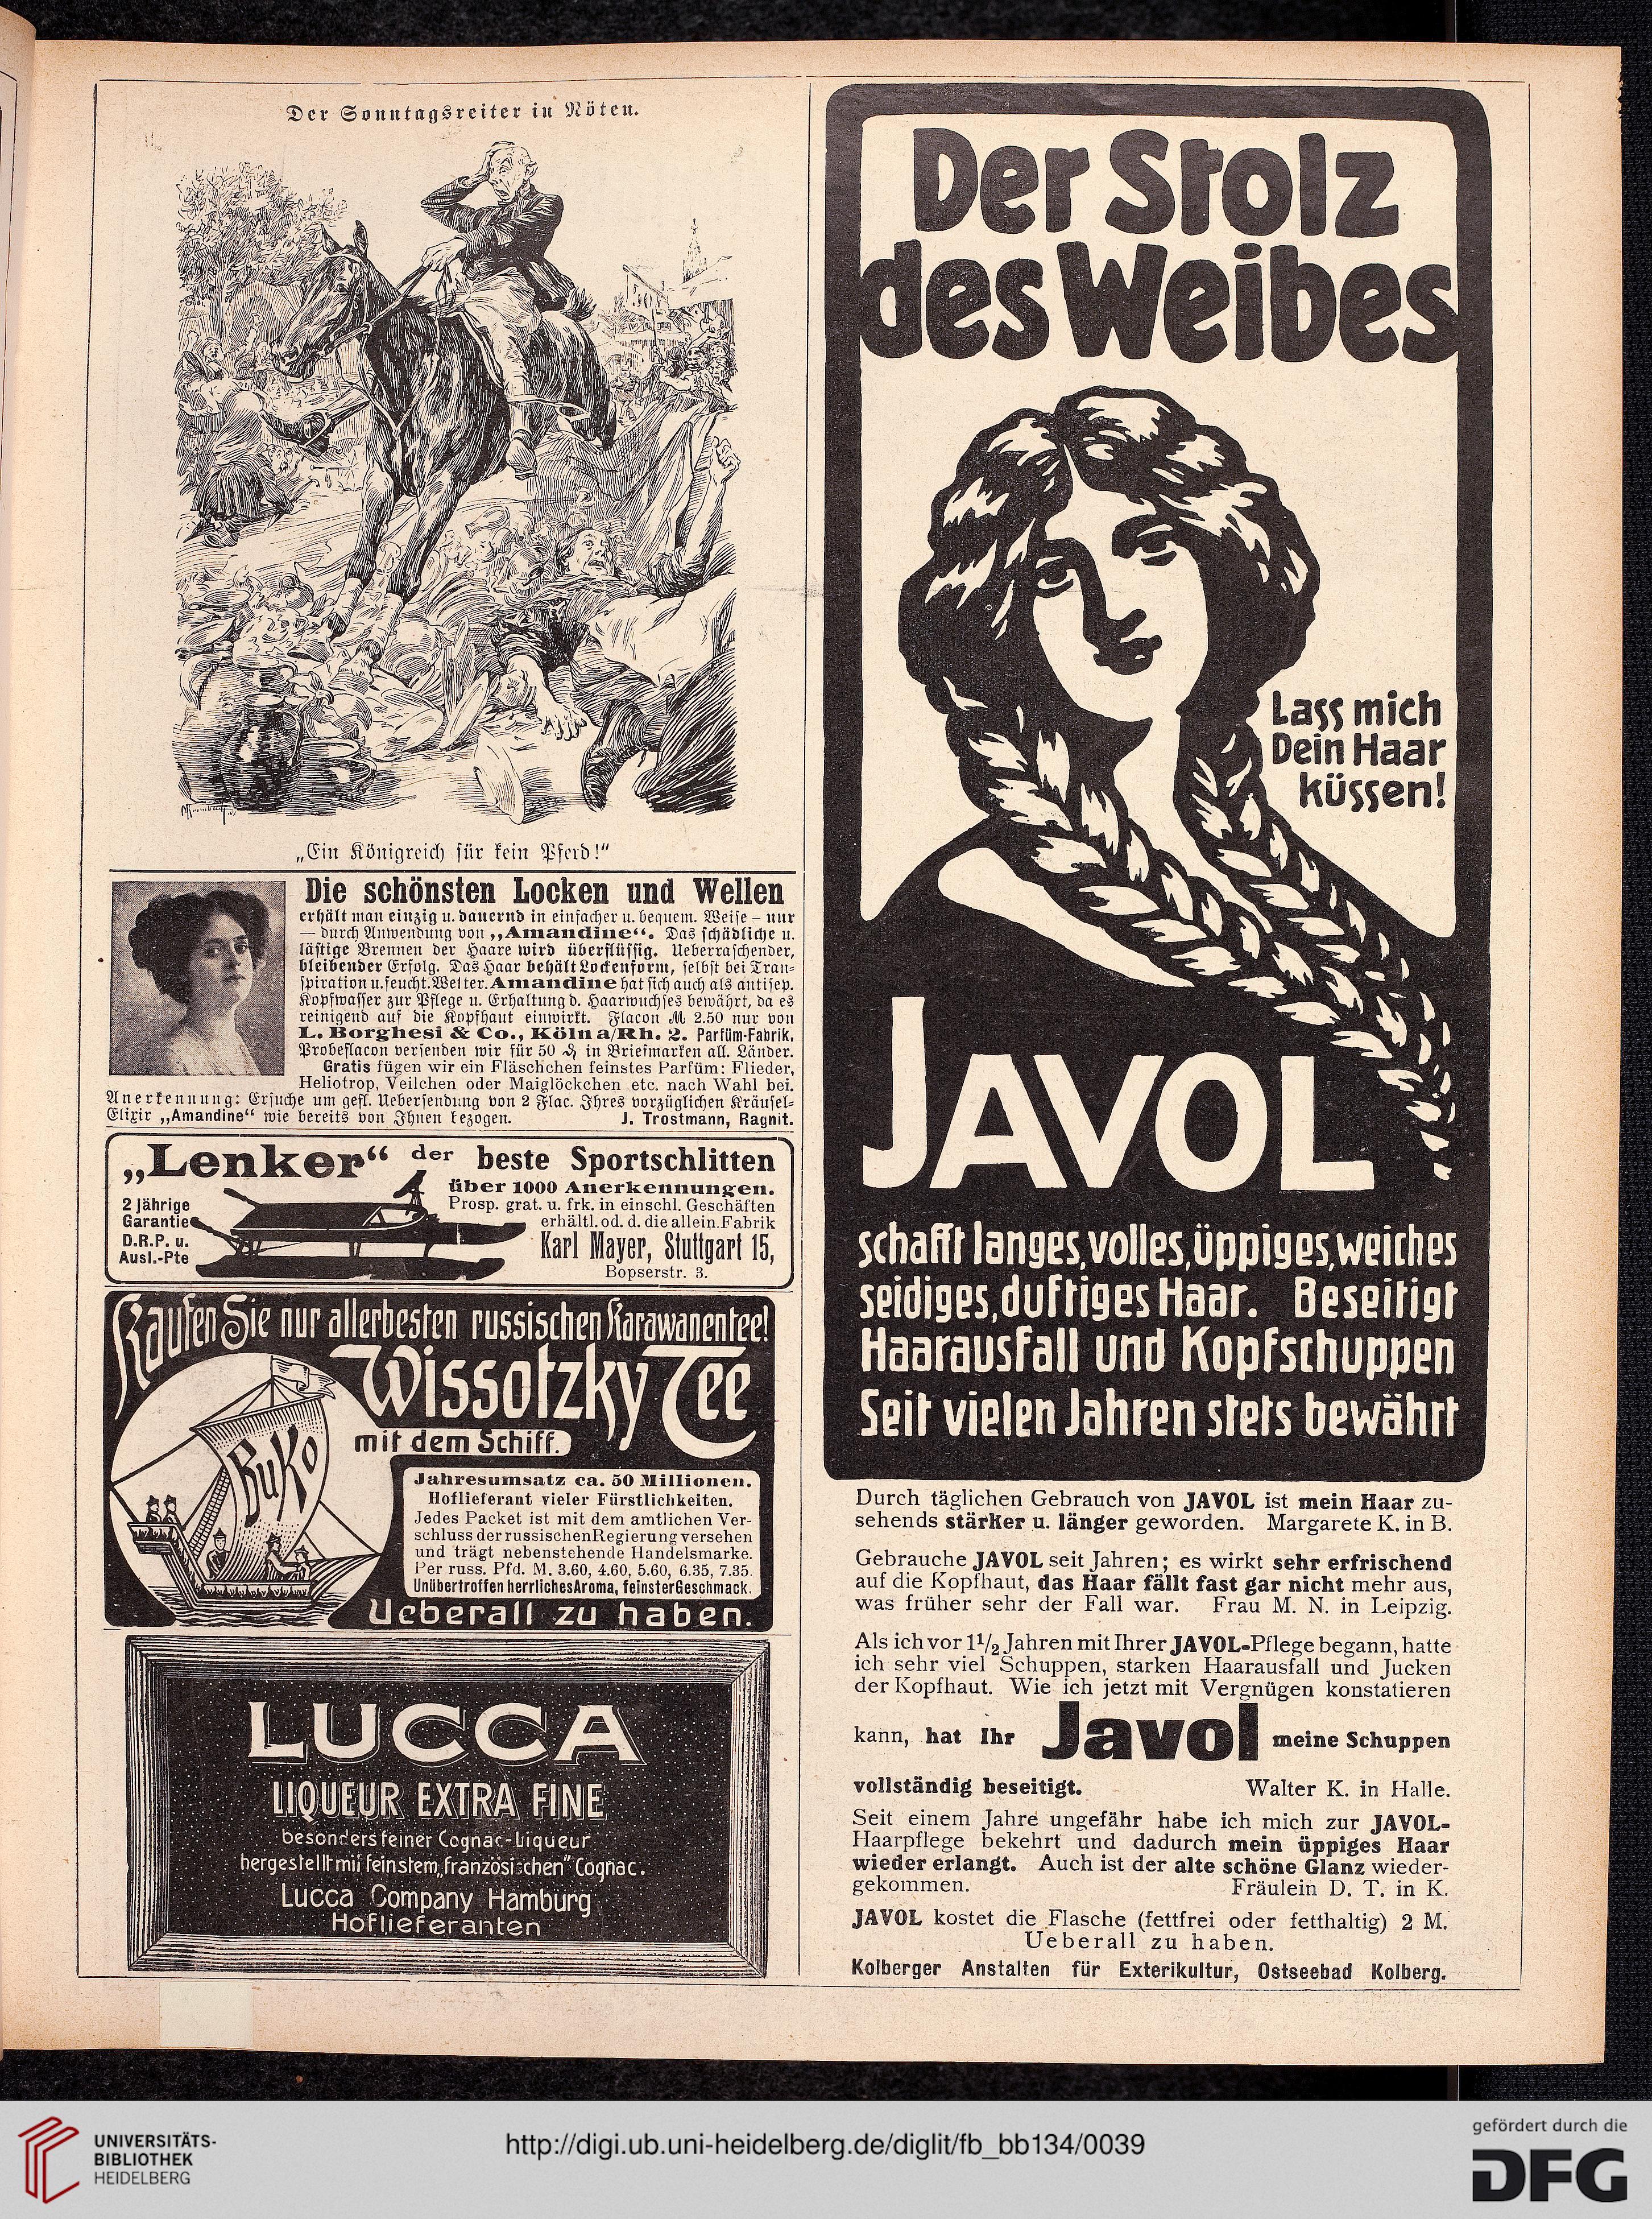 Der Sonntagsreiter in Nöten.
„Ein Königreich für kein Pferd!“
Die schönsten Locken und Wellen
erhält man einzig u. dauernd in einfacher u. bequem. Weise – nur
— durch Anwendung von „Amandine“. Das schädliche u.
lästige Brennen der Haare wird überflüssig. Ueberraschender,
bleibender Erfolg. Das Haar behält Lockenform, selbst bei Tran-
spiration u. feucht. Wetter. Amandine hat sich auch als antisep.
Kopfwasser zur Pflege u. Erhaltung d. Haarwuchses bewährt, da es
reinigend auf die Kopfhaut einwirkt. Flacon M 2.50 nur von
L. Borghesi & Co., Köln a/Rh. 2. Parfüm-Fabrik.
Probeflacon versenden wir für 50 ₰ in Briefmarken all. Länder.
Gratis fügen wir ein Fläschchen feinstes Parfüm: Flieder,
Heliotrop, Veilchen oder Maiglöckchen etc. nach Wahl bei.
Anerkennung: Ersuche um gefl. Uebersendung von 2 Flac. Ihres vorzüglichen Kräusel-
Elixir „Amandine“ wie bereits von Ihnen bezogen. J. Trostmann, Ragnit.
„Lenker“ der beste Sportschlitten
über 1000 Anerkennungen.
2 jährige
Garantie
D.R.P. u.
Ausl.-Pte
Prosp. grat. u. frk. in einschl. Geschäften
erhältl. od. d. die allein. Fabrik
Karl Mayer, Stuttgart 15,
Bopserstr. 3.
Kaufen Sie nur allerbesten russischen Karawanentee!
Wissotzky Tee
mit dem Schiff.
BuKo
Jahresumsatz ca. 50 Millionen.
Hoflieferant vieler Fürstlichkeiten.
Jedes Packet ist mit dem amtlichen Ver-
schluss der russischen Regierung versehen
und trägt nebenstehende Handelsmarke.
Per russ. Pfd. M. 3.60, 4.60, 5.60, 6.35, 7.35.
Unübertroffen herrliches Aroma, feinster Geschmack.
Ueberall zu haben.
LUCCA
LIQUEUR EXTRA FINE
besonders feiner Cognac-Liqueur
hergestellt mit feinstem „französischen“ Cognac.
Lucca Company Hamburg
Hoflieferanten
Der Stolz
des Weibes
Lass mich
Dein Haar
küssen!
JAVOL
schafft langes, volles, üppiges, weiches
seidiges, duftiges Haar. Beseitigt
Haarausfall und Kopfschuppen
Seit vielen Jahren stets bewährt
Durch täglichen Gebrauch von JAVOL ist mein Haar zu-
sehends stärker u. länger geworden. Margarete K. in B.
Gebrauche JAVOL seit Jahren; es wirkt sehr erfrischend
auf die Kopfhaut, das Haar fällt fast gar nicht mehr aus,
was früher sehr der Fall war. Frau M. N. in Leipzig.
Als ich vor 1½ Jahren mit Ihrer JAVOL-Pflege begann, hatte
ich sehr viel Schuppen, starken Haarausfall und Jucken
der Kopfhaut. Wie ich jetzt mit Vergnügen konstatieren
kann, hat Ihr Javol meine Schuppen
vollständig beseitigt. Walter K. in Halle.
Seit einem Jahre ungefähr habe ich mich zur JAVOL-
Haarpflege bekehrt und dadurch mein üppiges Haar
wieder erlangt. Auch ist der alte schöne Glanz wieder-
gekommen. Fräulein D. T. in K.
JAVOL kostet die Flasche (fettfrei oder fetthaltig) 2 M.
Ueberall zu haben.
Kolberger Anstalten für Exterikultur, Ostseebad Kolberg.
UNIVERSITÄTS-
BIBLIOTHEK
HEIDELBERG
http://digi.ub.uni-heidelberg.de/diglit/fb_bb134/0039
gefördert durch die
DFG